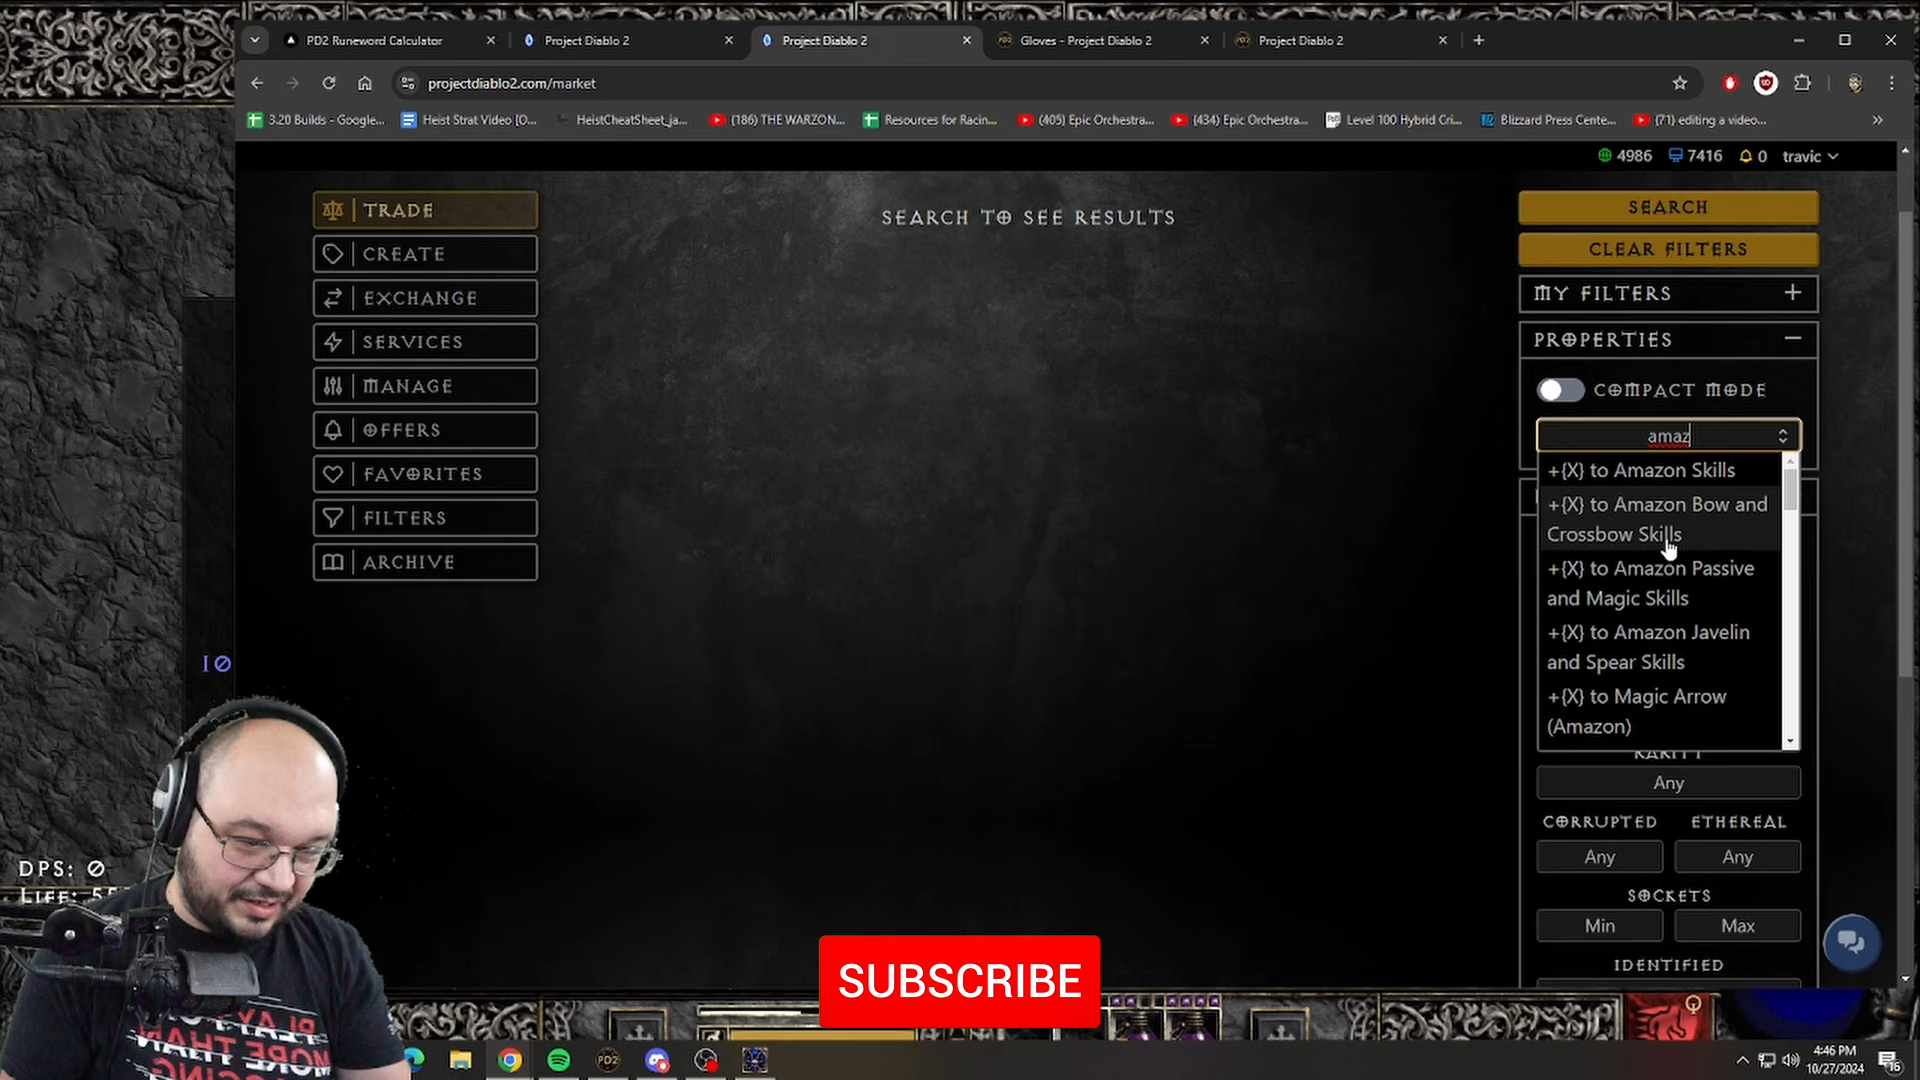 PD2 Runeword Calculator
Project Diablo 2
Project Diablo 2
Gloves - Project Diablo 2
Project Diablo 2
projectdiablo2.com/market
3.20 Builds - Google...
Heist Strat Video [O...
HeistCheatSheet_ja...
(186) THE WARZON...
Resources for Racin...
(405) Epic Orchestra...
(434) Epic Orchestra...
Level 100 Hybrid Cri...
Blizzard Press Cente...
(71) editing a video...
4986 7416 0 travic
TRADE
CREATE
EXCHANGE
SERVICES
MANAGE
OFFERS
FAVORITES
FILTERS
ARCHIVE
SEARCH TO SEE RESULTS
SEARCH
CLEAR FILTERS
MY FILTERS
PROPERTIES
COMPACT MODE
amaz
+{X} to Amazon Skills
+{X} to Amazon Bow and
Crossbow Skills
+{X} to Amazon Passive
and Magic Skills
+{X} to Amazon Javelin
and Spear Skills
+{X} to Magic Arrow
(Amazon)
RARITY
Any
CORRUPTED ETHEREAL
Any Any
SOCKETS
Min Max
IDENTIFIED
DPS: 0
PLAY
MORE THAN
SUBSCRIBE
PD2
4:46 PM
10/27/2024
16